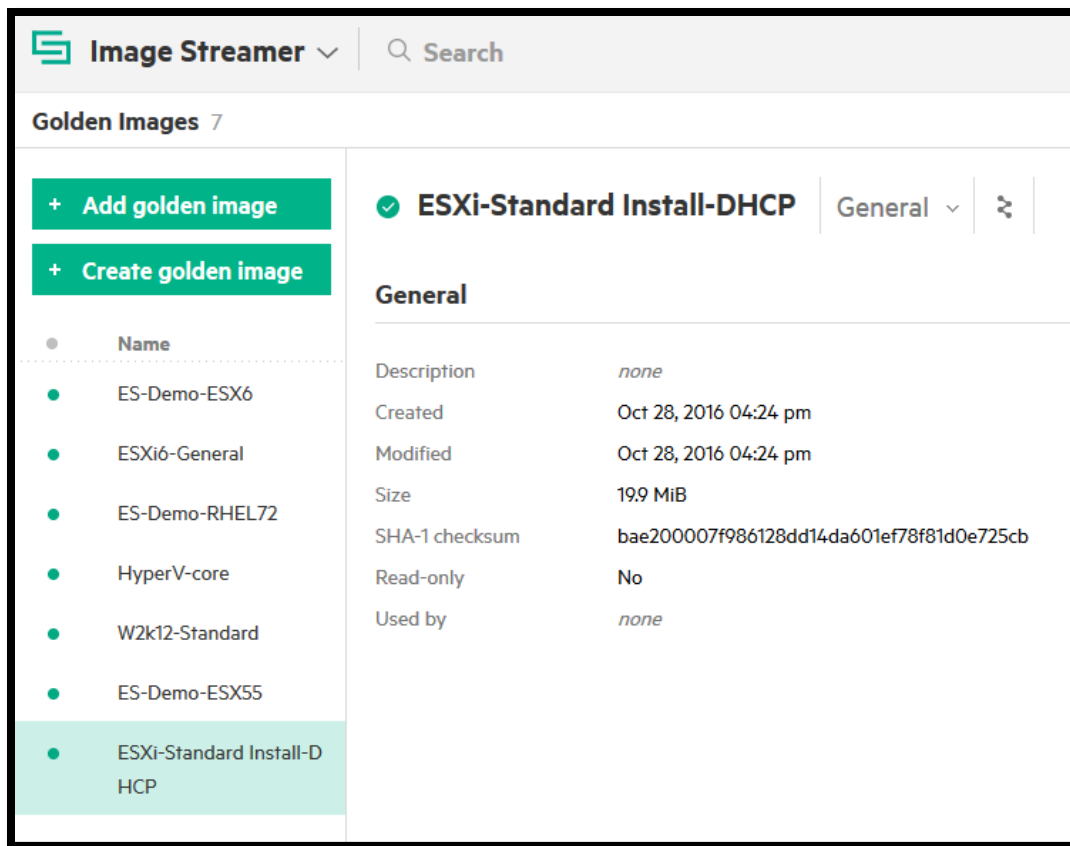 Image Streamer
Search
Golden Images 7
+ Add golden image
+ Create golden image
Name
ES-Demo-ESX6
ESXi6-General
ES-Demo-RHEL72
HyperV-core
W2k12-Standard
ES-Demo-ESX55
ESXi-Standard Install-D
HCP
ESXi-Standard Install-DHCP General
General
Description none
Created Oct 28, 2016 04:24 pm
Modified Oct 28, 2016 04:24 pm
Size 19.9 MiB
SHA-1 checksum bae200007f986128dd14da601ef78f81d0e725cb
Read-only No
Used by none